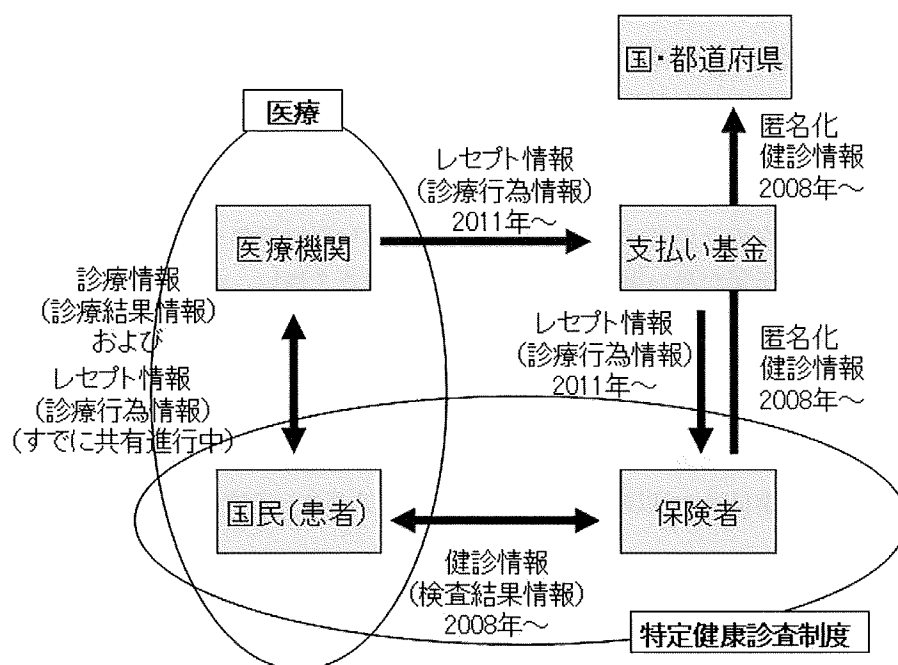 国・都道府県
医療
匿名化
健診情報
2008年～
レセプト情報
(診療行為情報)
2011年～
医療機関
支払い基金
診療情報
(診療結果情報)
および
レセプト情報
(診療行為情報)
(すでに共有進行中)
レセプト情報
(診療行為情報)
2011年～
匿名化
健診情報
2008年～
国民(患者)
保険者
健診情報
(検査結果情報)
2008年～
特定健康診査制度